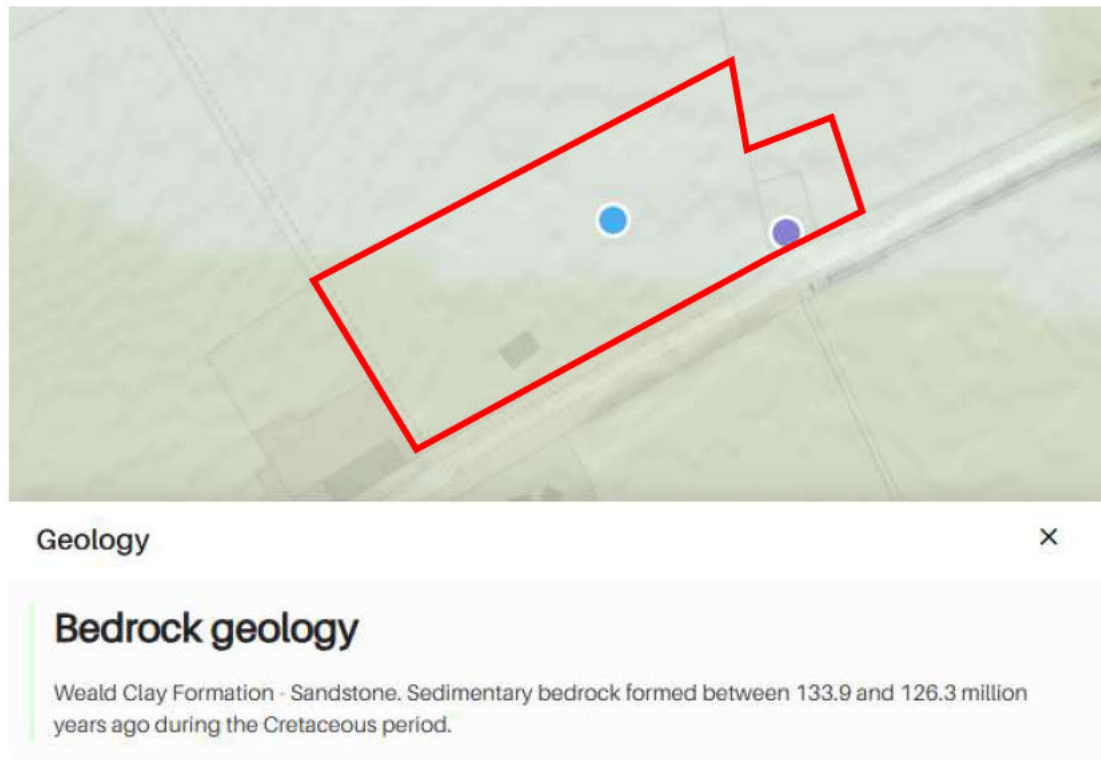 Geology
Bedrock geology
Weald Clay Formation - Sandstone. Sedimentary bedrock formed between 133.9 and 126.3 million
years ago during the Cretaceous period.